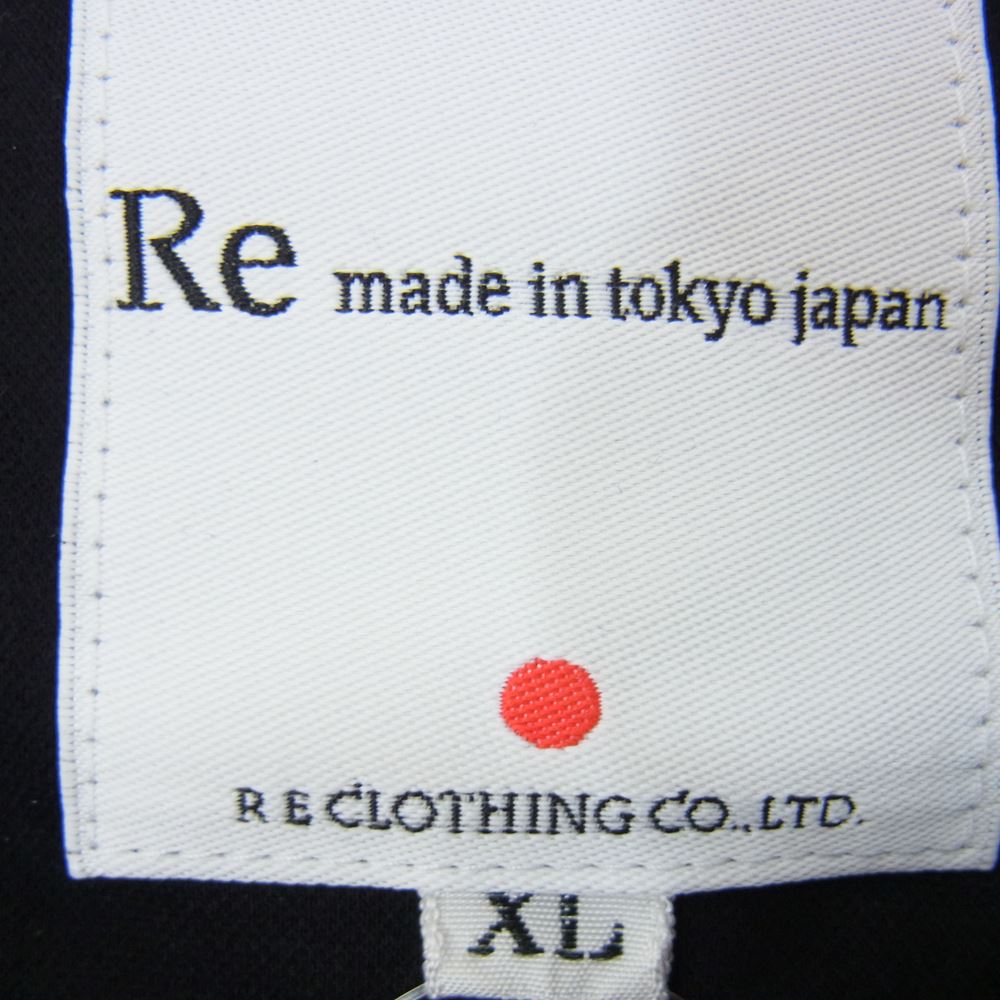 Re made in tokyo japan
R E CLOTHING CO.,LTD.
XL